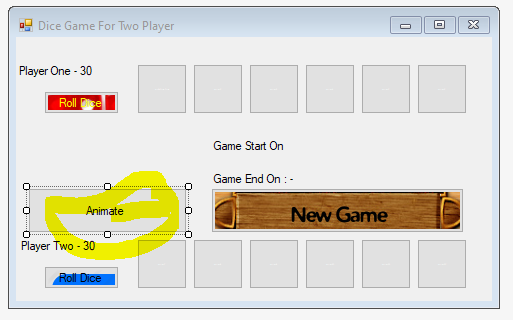 Dice Game For Two Player
Player One - 30
Roll Dice
Game Start On
Game End On : -
Animate
New Game
Player Two - 30
Roll Dice